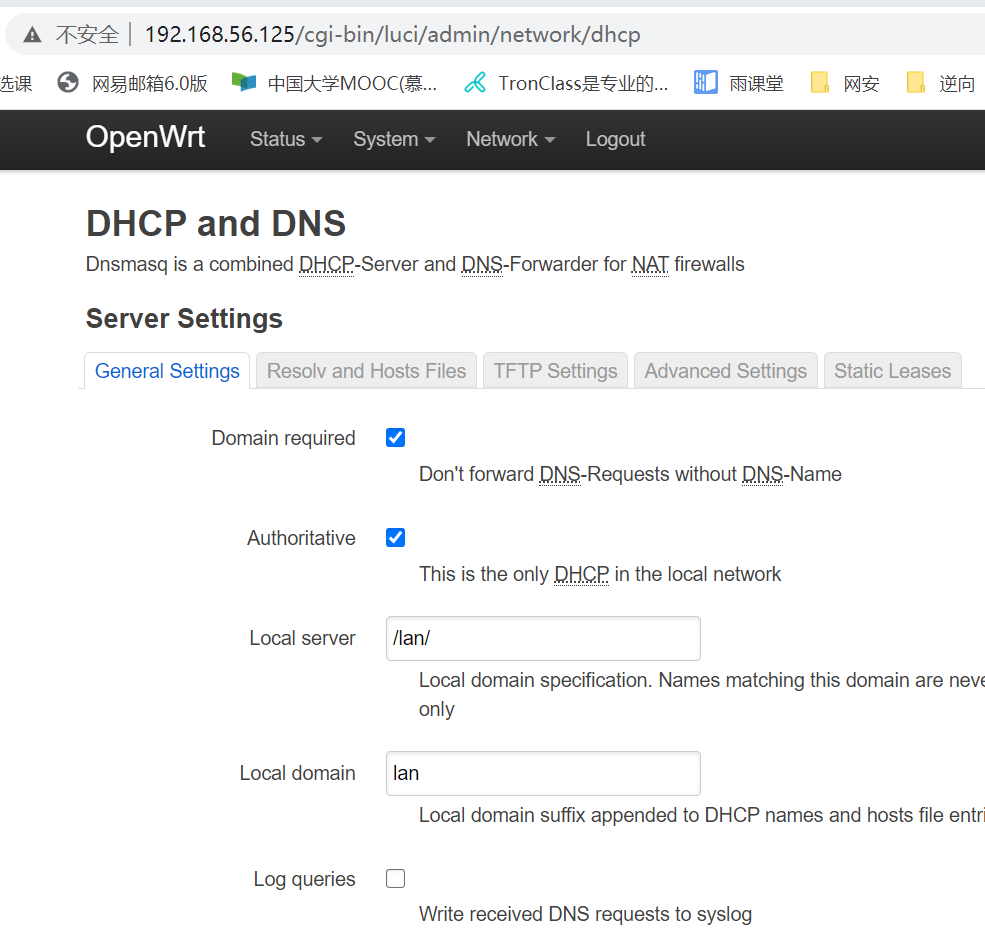 不安全 192.168.56.125/cgi-bin/luci/admin/network/dhcp
选课 网易邮箱6.0版 中国大学MOOC(慕... TronClass是专业的... 雨课堂 网安 逆向
OpenWrt Status System Network Logout
DHCP and DNS
Dnsmasq is a combined DHCP-Server and DNS-Forwarder for NAT firewalls
Server Settings
General Settings Resolv and Hosts Files TFTP Settings Advanced Settings Static Leases
Domain required
Don't forward DNS-Requests without DNS-Name
Authoritative
This is the only DHCP in the local network
Local server /lan/
Local domain specification. Names matching this domain are neve
only
Local domain lan
Local domain suffix appended to DHCP names and hosts file entri
Log queries
Write received DNS requests to syslog